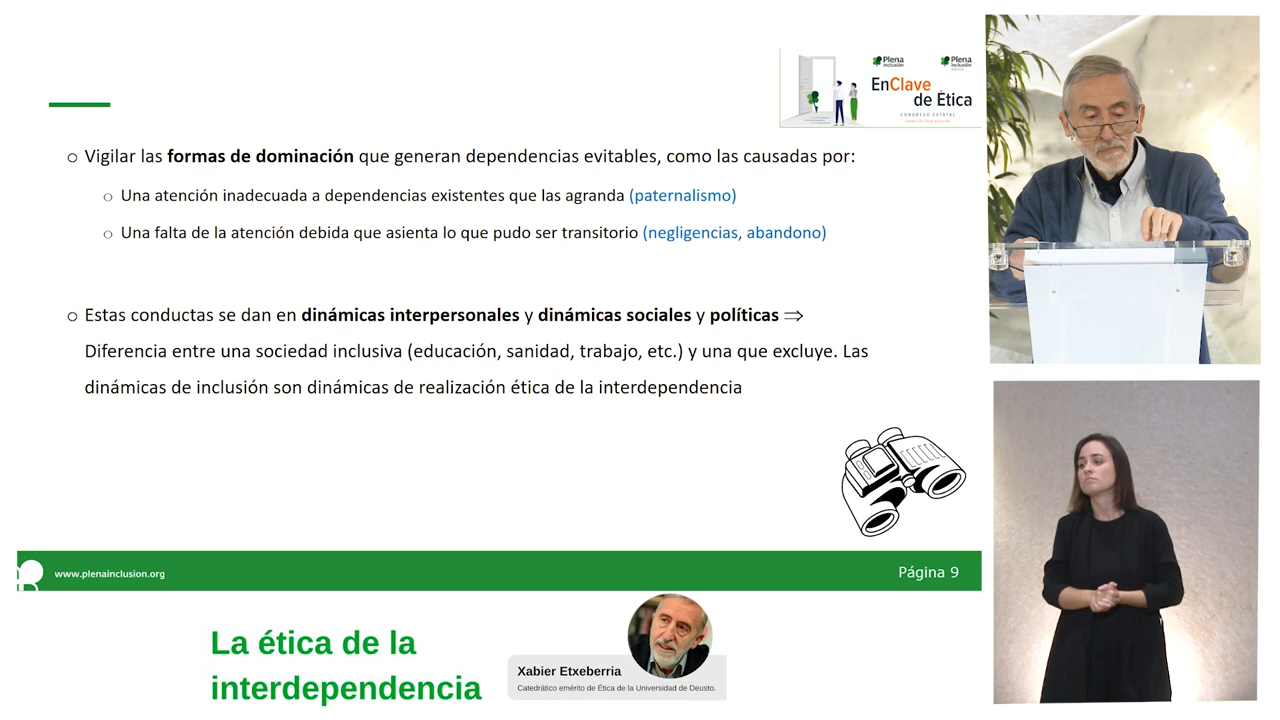 Plena
inclusión
Plena
inclusión
EnClave
de Ética
CONGRESO ESTATAL
Vigilar las formas de dominación que generan dependencias evitables, como las causadas por:
Una atención inadecuada a dependencias existentes que las agranda (paternalismo)
Una falta de la atención debida que asienta lo que pudo ser transitorio (negligencias, abandono)
Estas conductas se dan en dinámicas interpersonales y dinámicas sociales y políticas ⇒
Diferencia entre una sociedad inclusiva (educación, sanidad, trabajo, etc.) y una que excluye. Las
dinámicas de inclusión son dinámicas de realización ética de la interdependencia
www.plenainclusion.org
Página 9
La ética de la
interdependencia
Xabier Etxeberria
Catedrático emérito de Ética de la Universidad de Deusto.